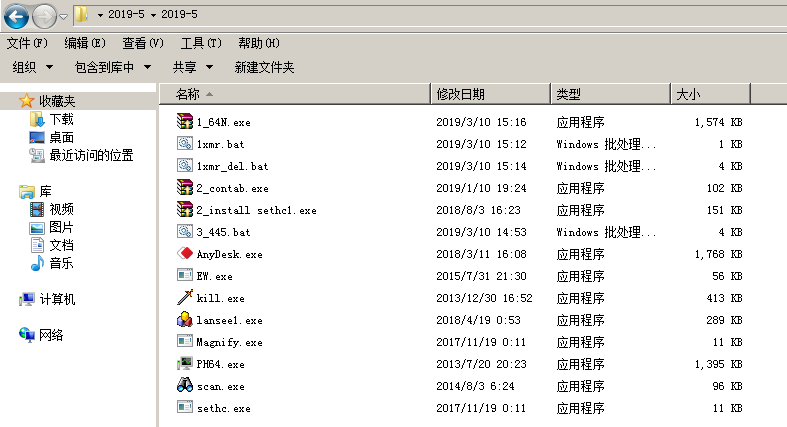 2019-5 2019-5
文件(F) 编辑(E) 查看(V) 工具(T) 帮助(H)
组织 包含到库中 共享 新建文件夹
收藏夹
下载
桌面
最近访问的位置
库
视频
图片
文档
音乐
计算机
网络
名称 修改日期 类型 大小
1_64N.exe 2019/3/10 15:16 应用程序 1,574 KB
1xmr.bat 2019/3/10 15:12 Windows 批处理... 1 KB
1xmr_del.bat 2019/3/10 15:14 Windows 批处理... 4 KB
2_contab.exe 2019/1/10 19:24 应用程序 102 KB
2_install sethc1.exe 2018/8/3 16:23 应用程序 151 KB
3_445.bat 2019/3/10 14:53 Windows 批处理... 4 KB
AnyDesk.exe 2018/3/11 16:08 应用程序 1,768 KB
EW.exe 2015/7/31 21:30 应用程序 56 KB
kill.exe 2013/12/30 16:52 应用程序 413 KB
lansee1.exe 2018/4/19 0:53 应用程序 289 KB
Magnify.exe 2017/11/19 0:11 应用程序 11 KB
PH64.exe 2013/7/20 20:23 应用程序 1,395 KB
scan.exe 2014/8/3 6:24 应用程序 96 KB
sethc.exe 2017/11/19 0:11 应用程序 11 KB